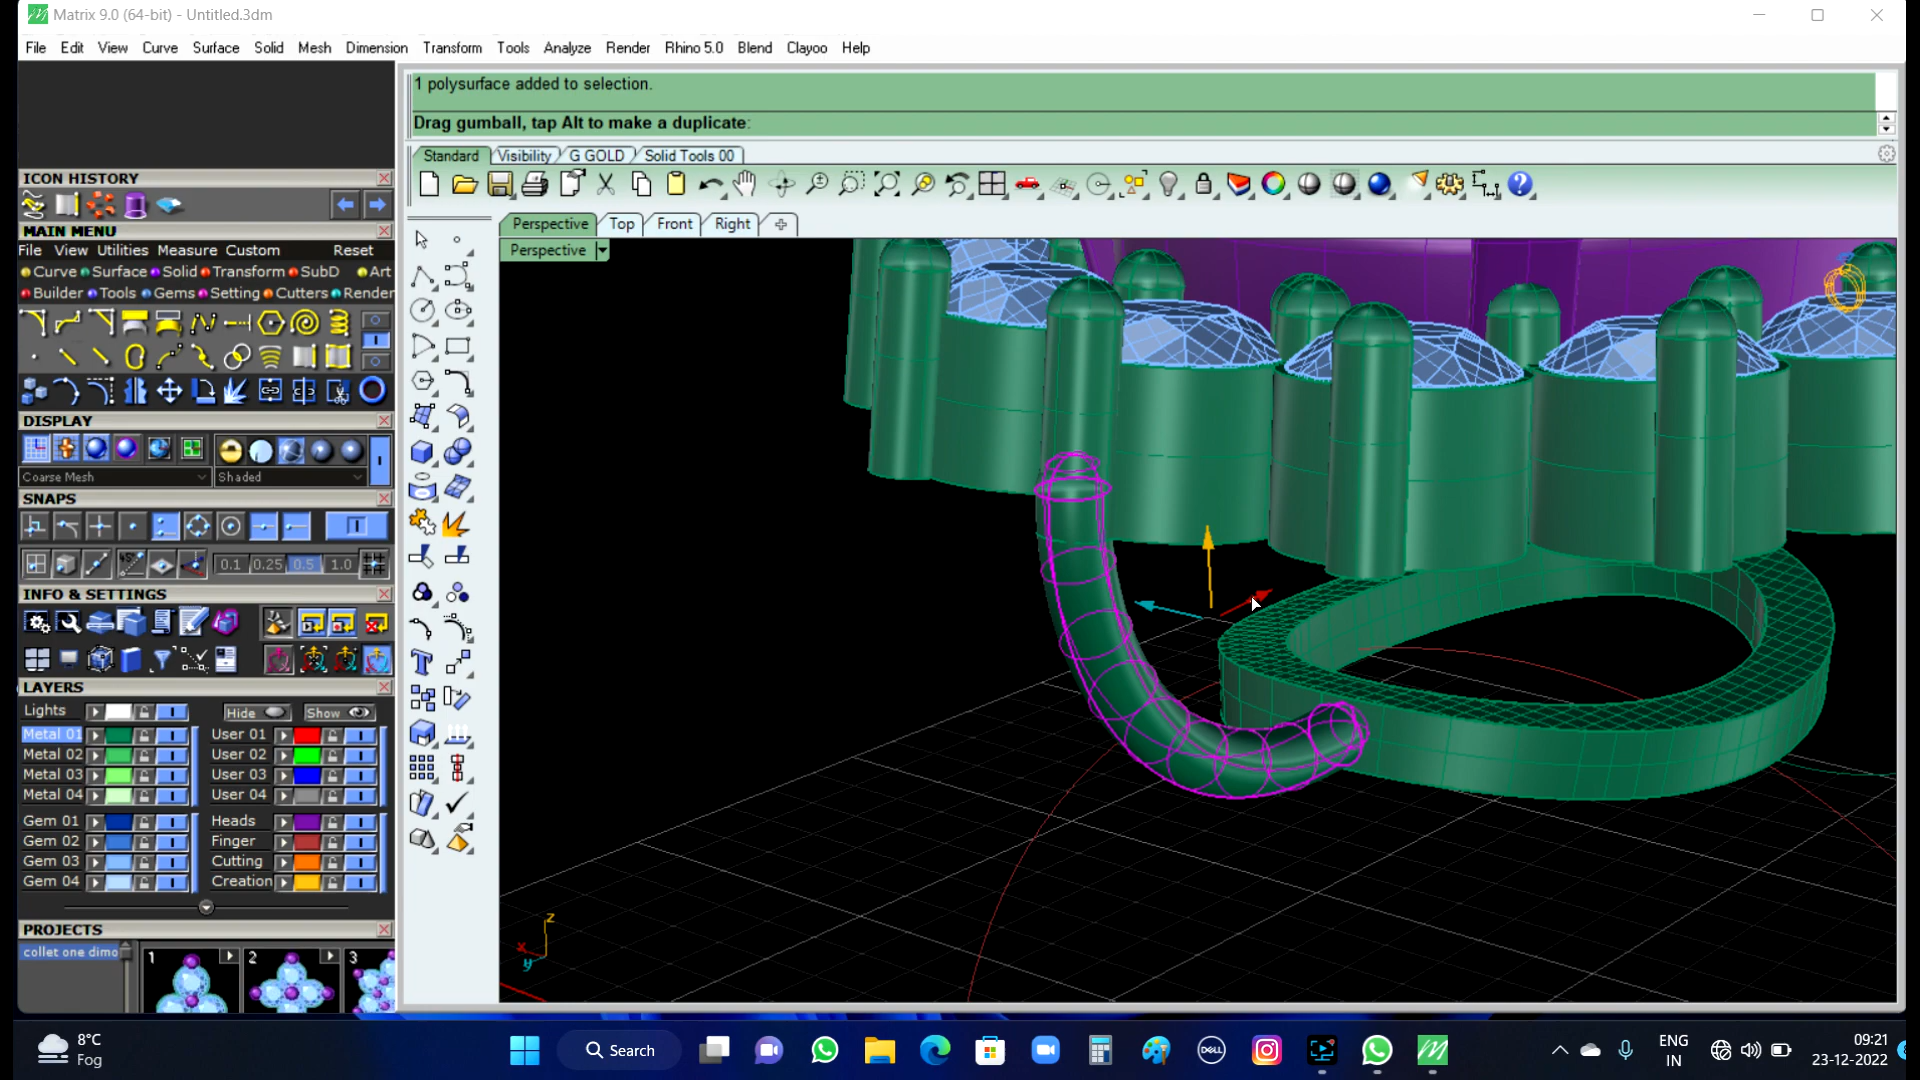 Matrix 9.0 (64-bit) - Untitled.3dm
File Edit View Curve Surface Solid Mesh Dimension Transform Tools Analyze Render Rhino 5.0 Blend Clayoo Help
1 polysurface added to selection.
Drag gumball, tap Alt to make a duplicate:
Standard Visibility G GOLD Solid Tools 00
Perspective Top Front Right
Perspective
ICON HISTORY
MAIN MENU
File View Utilities Measure Custom Reset
Curve Surface Solid Transform SubD Art
Builder Tools Gems Setting Cutters Render
DISPLAY
Coarse Mesh Shaded
SNAPS
0.1 0.25 0.5 1.0
INFO & SETTINGS
LAYERS
Lights Hide Show
Metal 01 User 01
Metal 02 User 02
Metal 03 User 03
Metal 04 User 04
Gem 01 Heads
Gem 02 Finger
Gem 03 Cutting
Gem 04 Creation
PROJECTS
collet one dimo
1 2 3
z
x
y
8°C
Fog
Search
DELL
ENG
IN
09:21
23-12-2022